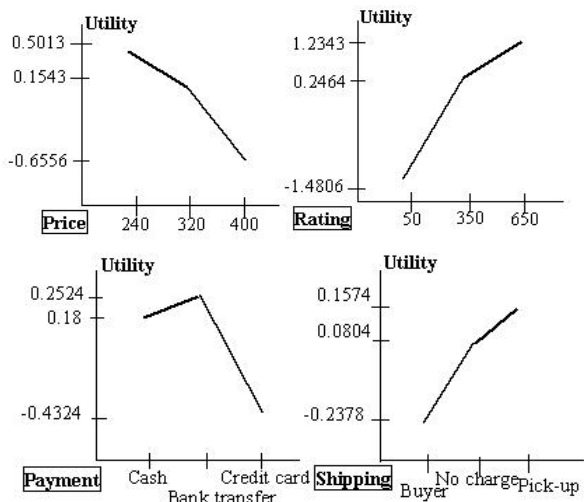 Utility
0.5013
0.1543
-0.6556
Price
240 320 400
Utility
1.2343
0.2464
-1.4806
Rating
50 350 650
Utility
0.2524
0.18
-0.4324
Payment
Cash Credit card
Bank transfer
Utility
0.1574
0.0804
-0.2378
Shipping
Buyer No charge Pick-up